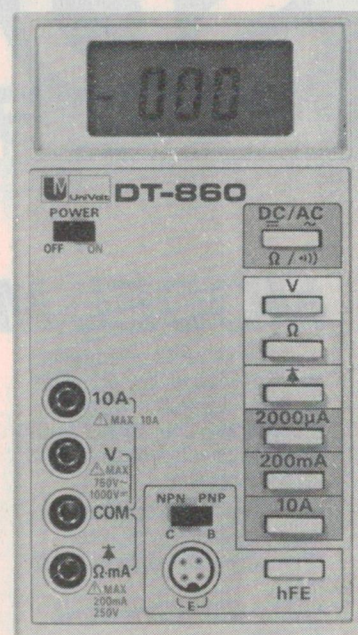 - 000
UM UniVolt DT-860
POWER
OFF ON
DC/AC
Ω / •))
V
Ω
2000µA
200mA
10A
hFE
10A
⚠ MAX 10A
V
⚠ MAX
750V~
1000V⎓
COM
Ω·mA
⚠ MAX
200mA
250V
NPN PNP
C B
E